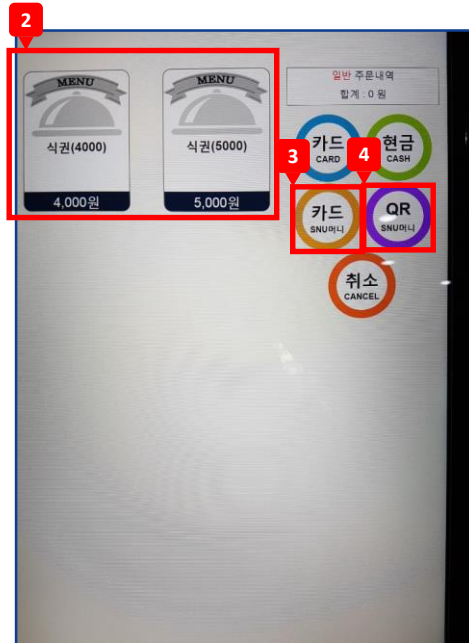 2
MENU
식권(4000)
4,000원
MENU
식권(5000)
5,000원
일반 주문내역
합계 : 0 원
카드
CARD
현금
CASH
3
카드
SNU머니
4
QR
SNU머니
취소
CANCEL